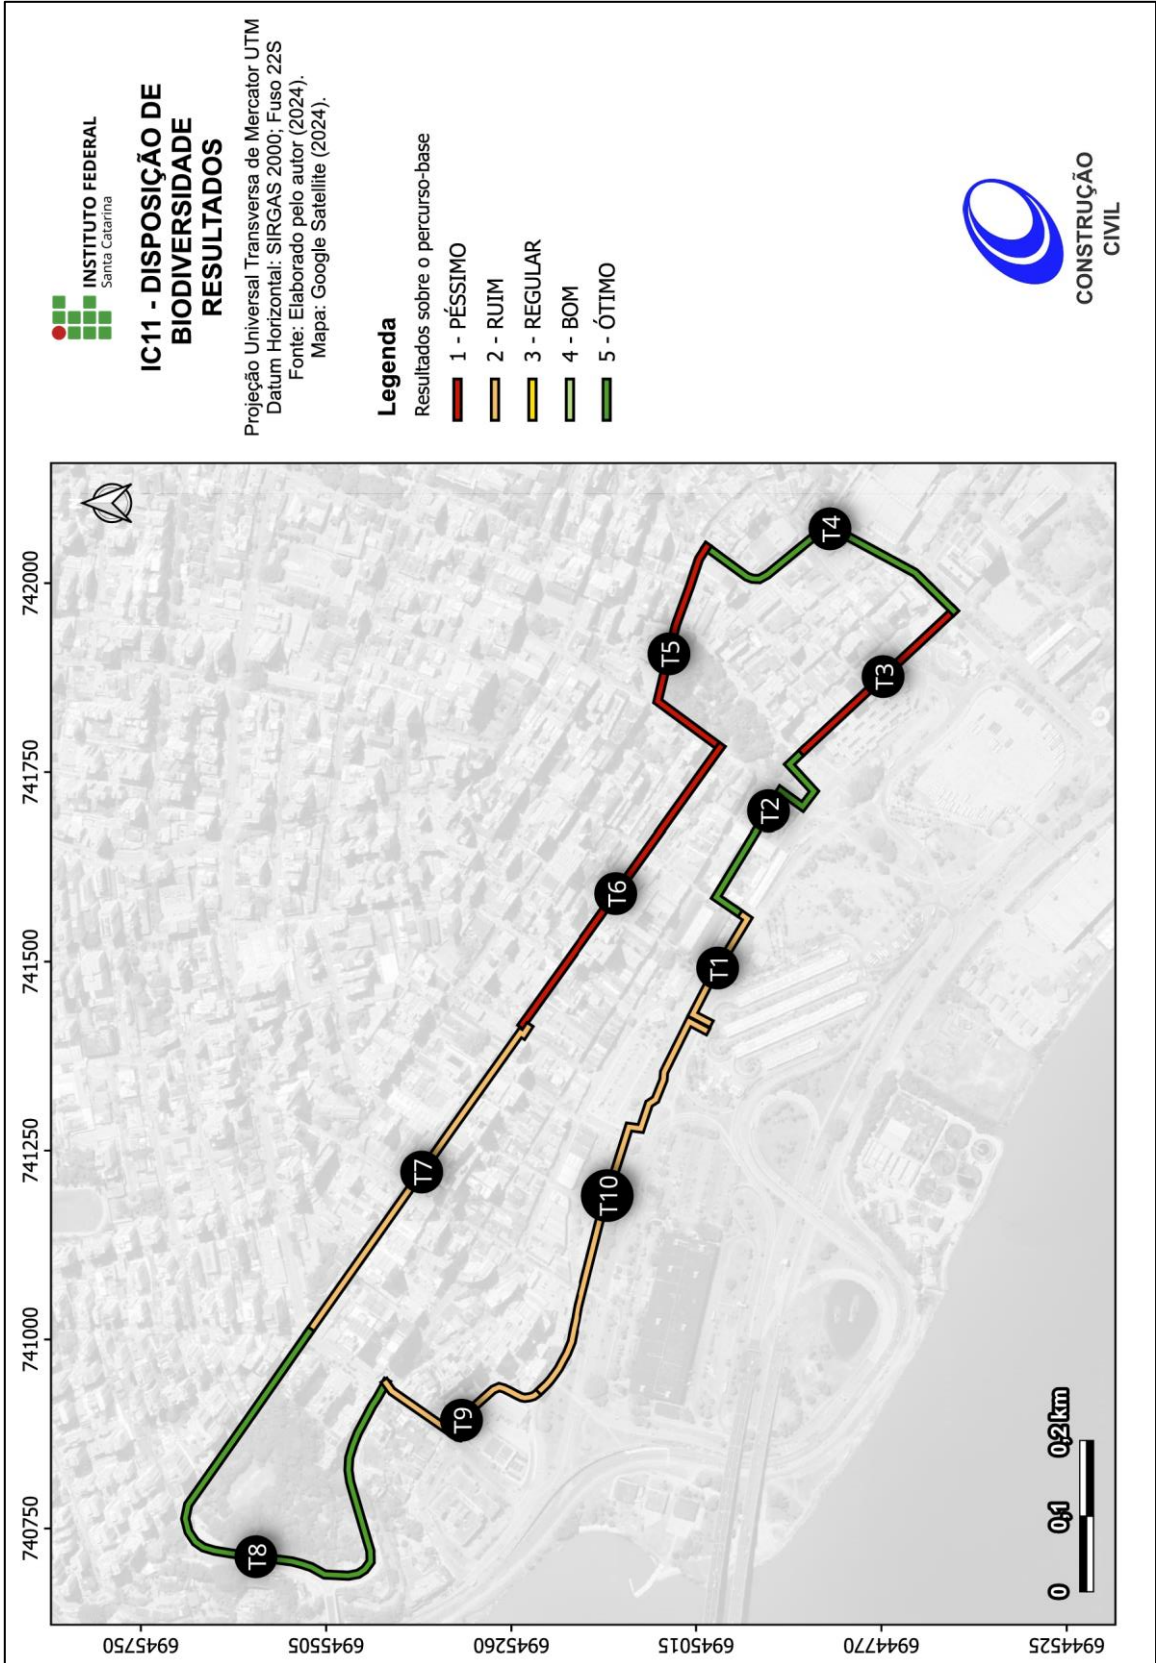 INSTITUTO FEDERAL
Santa Catarina
IC11 - DISPOSIÇÃO DE
BIODIVERSIDADE
RESULTADOS
Projeção Universal Transversa de Mercator UTM
Datum Horizontal: SIRGAS 2000; Fuso 22S
Fonte: Elaborado pelo autor (2024).
Mapa: Google Satellite (2024).
Legenda
Resultados sobre o percurso-base
1 - PÉSSIMO
2 - RUIM
3 - REGULAR
4 - BOM
5 - ÓTIMO
CONSTRUÇÃO
CIVIL
740750
741000
741250
741500
741750
742000
6945750
6945505
6945260
6945015
6944770
6944525
T8
T7
T9
T6
T10
T5
T1
T2
T3
T4
0
0,1
0,2 km